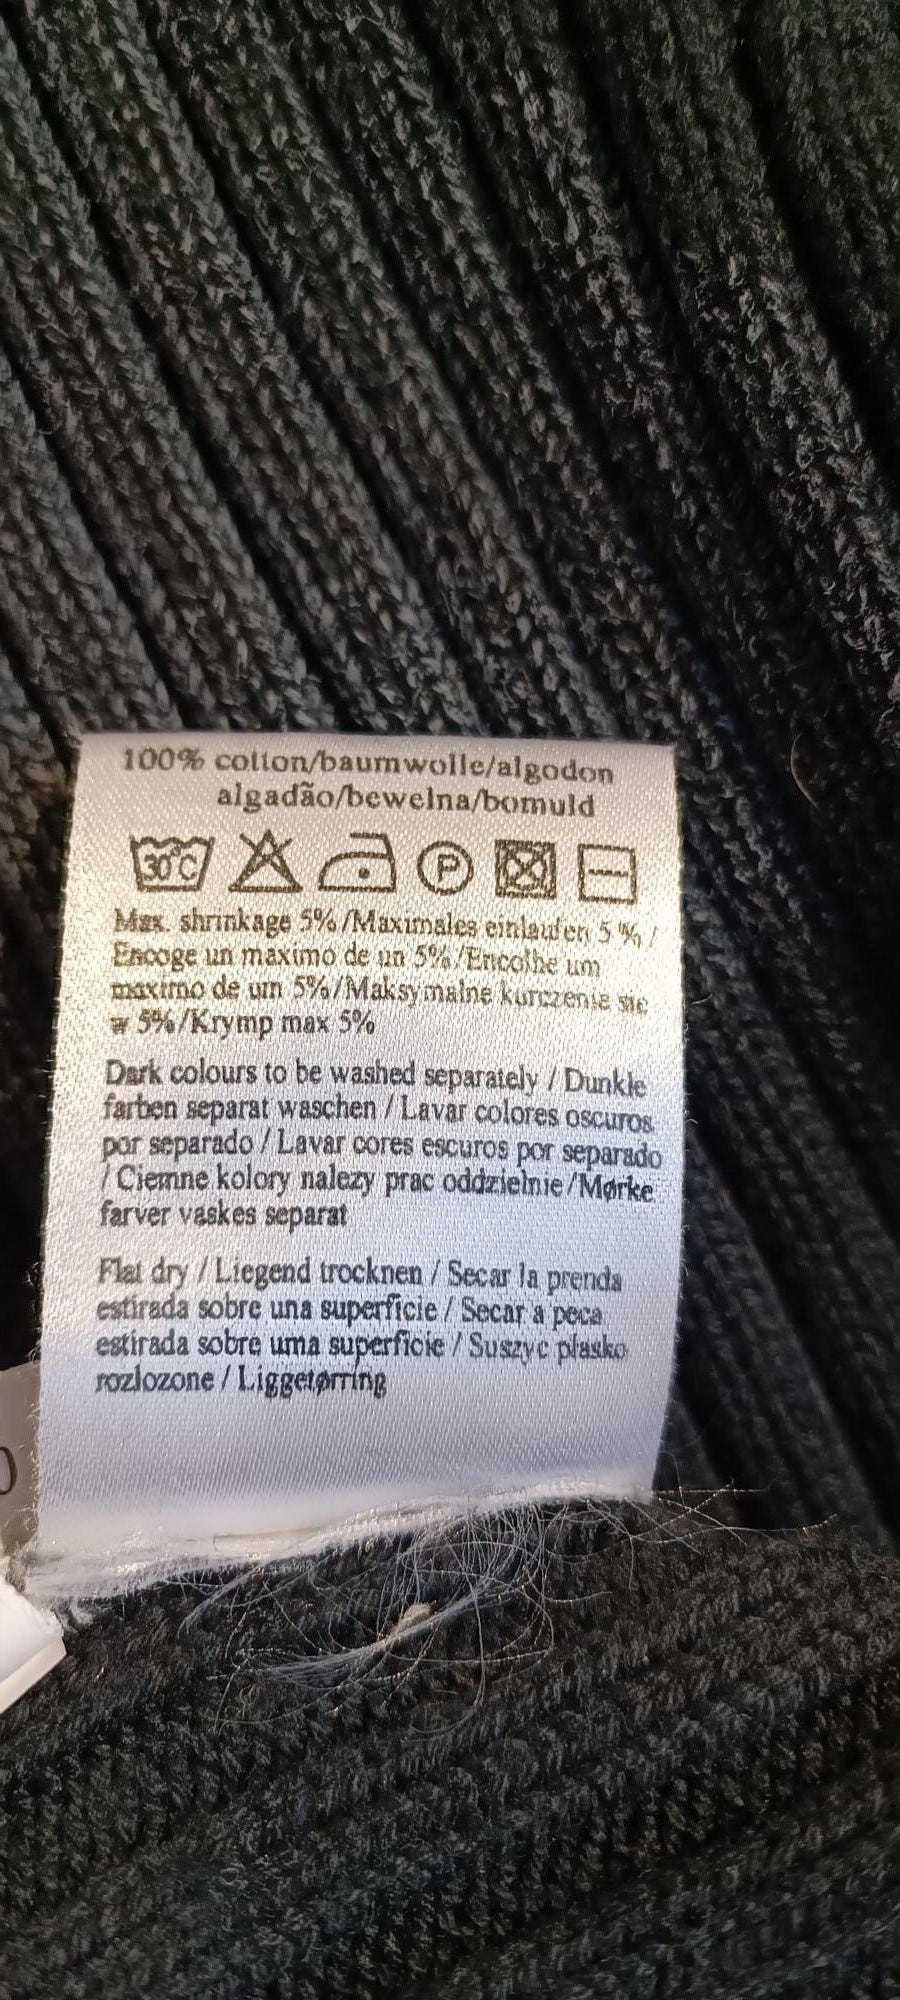 100% cotton/baumwolle/algodon
algadão/bewelna/bomuld
30°C P
Max. shrinkage 5%/Maximales einlaufen 5%/
Encoge un maximo de un 5%/Encolhe um
maximo de um 5%/Maksymalne kurczenie sie
w 5%/Krymp max 5%
Dark colours to be washed separately / Dunkle
farben separat waschen / Lavar colores oscuros
por separado / Lavar cores escuros por separado
/ Ciemne kolory nalezy prac oddzielnie/Mørke
farver vaskes separat
Flat dry / Liegend trocknen / Secar la prenda
estirada sobre una superficie / Secar a peca
estirada sobre uma superficie / Suszyc płasko
rozlozone / Liggetørring
0